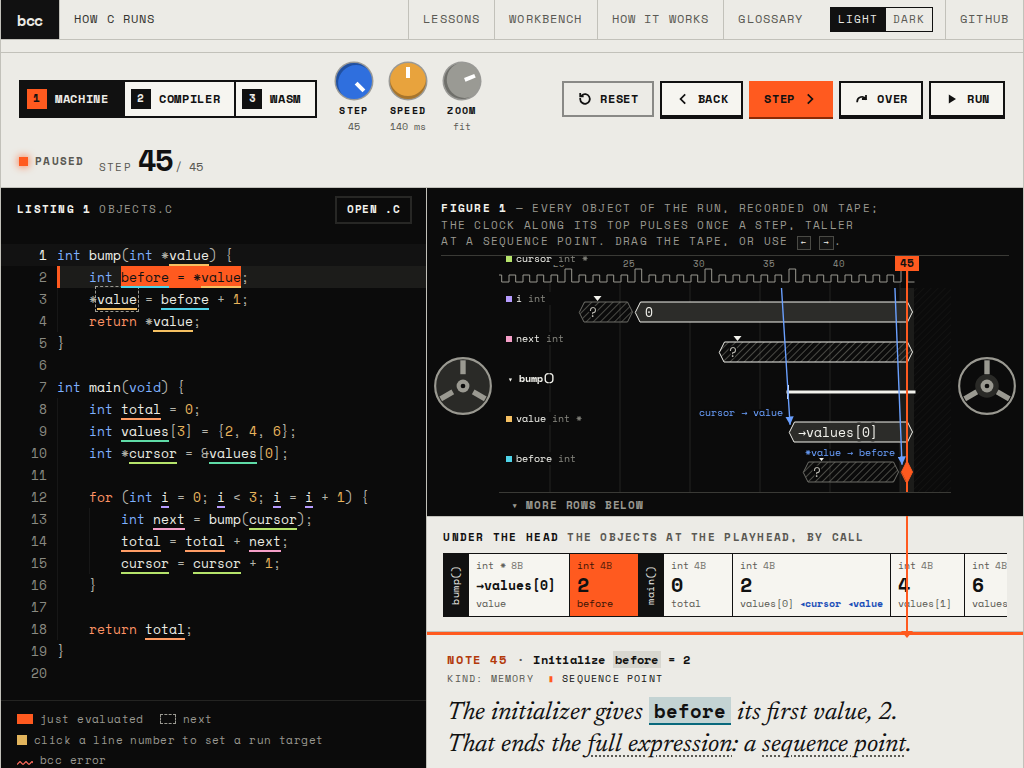 bcc HOW C RUNS LESSONS WORKBENCH HOW IT WORKS GLOSSARY LIGHT DARK GITHUB
1 MACHINE 2 COMPILER 3 WASM
STEP SPEED ZOOM
45 140 ms fit
RESET BACK STEP OVER RUN
PAUSED STEP 45 / 45
LISTING 1 OBJECTS.C OPEN .C
1 int bump(int *value) {
2 int before = *value;
3 *value = before + 1;
4 return *value;
5 }
6
7 int main(void) {
8 int total = 0;
9 int values[3] = {2, 4, 6};
10 int *cursor = &values[0];
11
12 for (int i = 0; i < 3; i = i + 1) {
13 int next = bump(cursor);
14 total = total + next;
15 cursor = cursor + 1;
16 }
17
18 return total;
19 }
20
just evaluated next
click a line number to set a run target
bcc error
FIGURE 1 — EVERY OBJECT OF THE RUN, RECORDED ON TAPE;
THE CLOCK ALONG ITS TOP PULSES ONCE A STEP, TALLER
AT A SEQUENCE POINT. DRAG THE TAPE, OR USE ← →.
cursor int *
25 30 35 40 45
i int ? 0
next int ?
▾ bump()
cursor → value
value int * →values[0]
*value → before
before int ?
▾ MORE ROWS BELOW
UNDER THE HEAD THE OBJECTS AT THE PLAYHEAD, BY CALL
bump() int * 8B →values[0] value
int 4B 2 before
main() int 4B 0 total
int 4B 2 values[0] ◂cursor ◂value
int 4B 4 values[1]
int 4B 6 values
NOTE 45 · Initialize before = 2
KIND: MEMORY SEQUENCE POINT
The initializer gives before its first value, 2.
That ends the full expression: a sequence point.